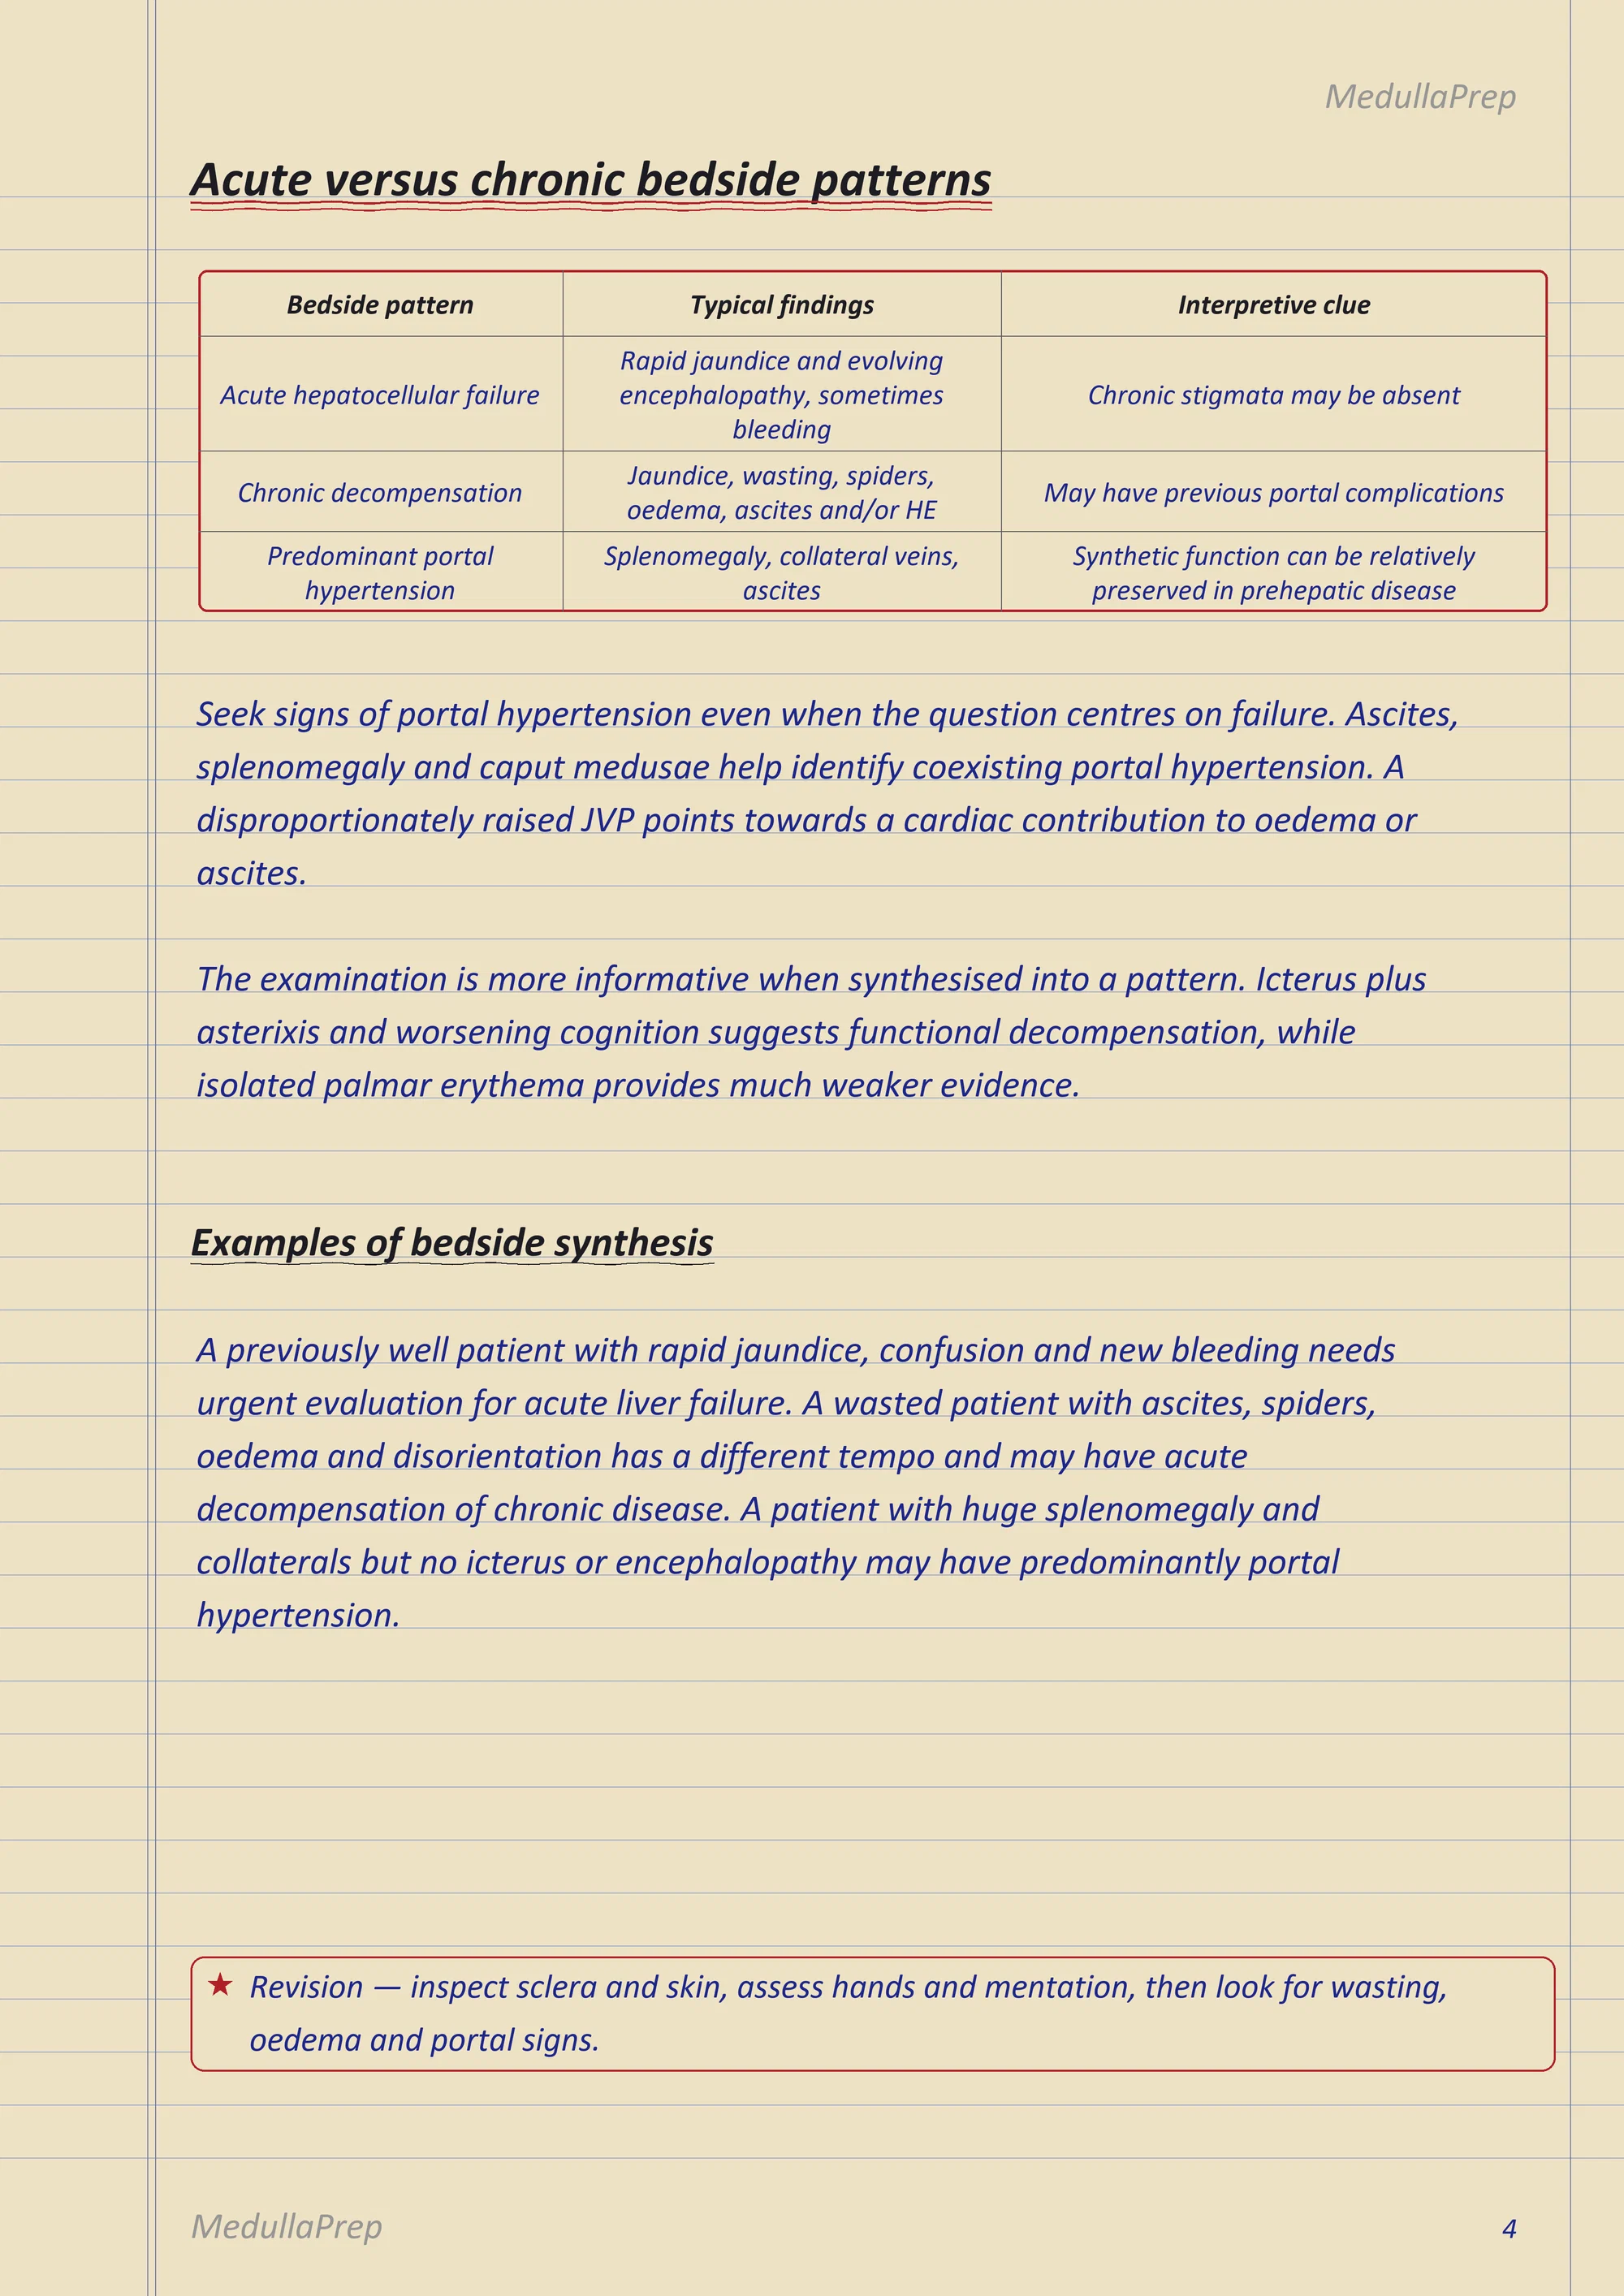 MedullaPrep
Acute versus chronic bedside patterns
Bedside pattern
Typical findings
Interpretive clue
Acute hepatocellular failure
Rapid jaundice and evolving
encephalopathy, sometimes
bleeding
Chronic stigmata may be absent
Chronic decompensation
Jaundice, wasting, spiders,
oedema, ascites and/or HE
May have previous portal complications
Predominant portal
hypertension
Splenomegaly, collateral veins,
ascites
Synthetic function can be relatively
preserved in prehepatic disease
Seek signs of portal hypertension even when the question centres on failure. Ascites,
splenomegaly and caput medusae help identify coexisting portal hypertension. A
disproportionately raised JVP points towards a cardiac contribution to oedema or
ascites.
The examination is more informative when synthesised into a pattern. Icterus plus
asterixis and worsening cognition suggests functional decompensation, while
isolated palmar erythema provides much weaker evidence.
Examples of bedside synthesis
A previously well patient with rapid jaundice, confusion and new bleeding needs
urgent evaluation for acute liver failure. A wasted patient with ascites, spiders,
oedema and disorientation has a different tempo and may have acute
decompensation of chronic disease. A patient with huge splenomegaly and
collaterals but no icterus or encephalopathy may have predominantly portal
hypertension.
★ Revision — inspect sclera and skin, assess hands and mentation, then look for wasting,
oedema and portal signs.
MedullaPrep
4